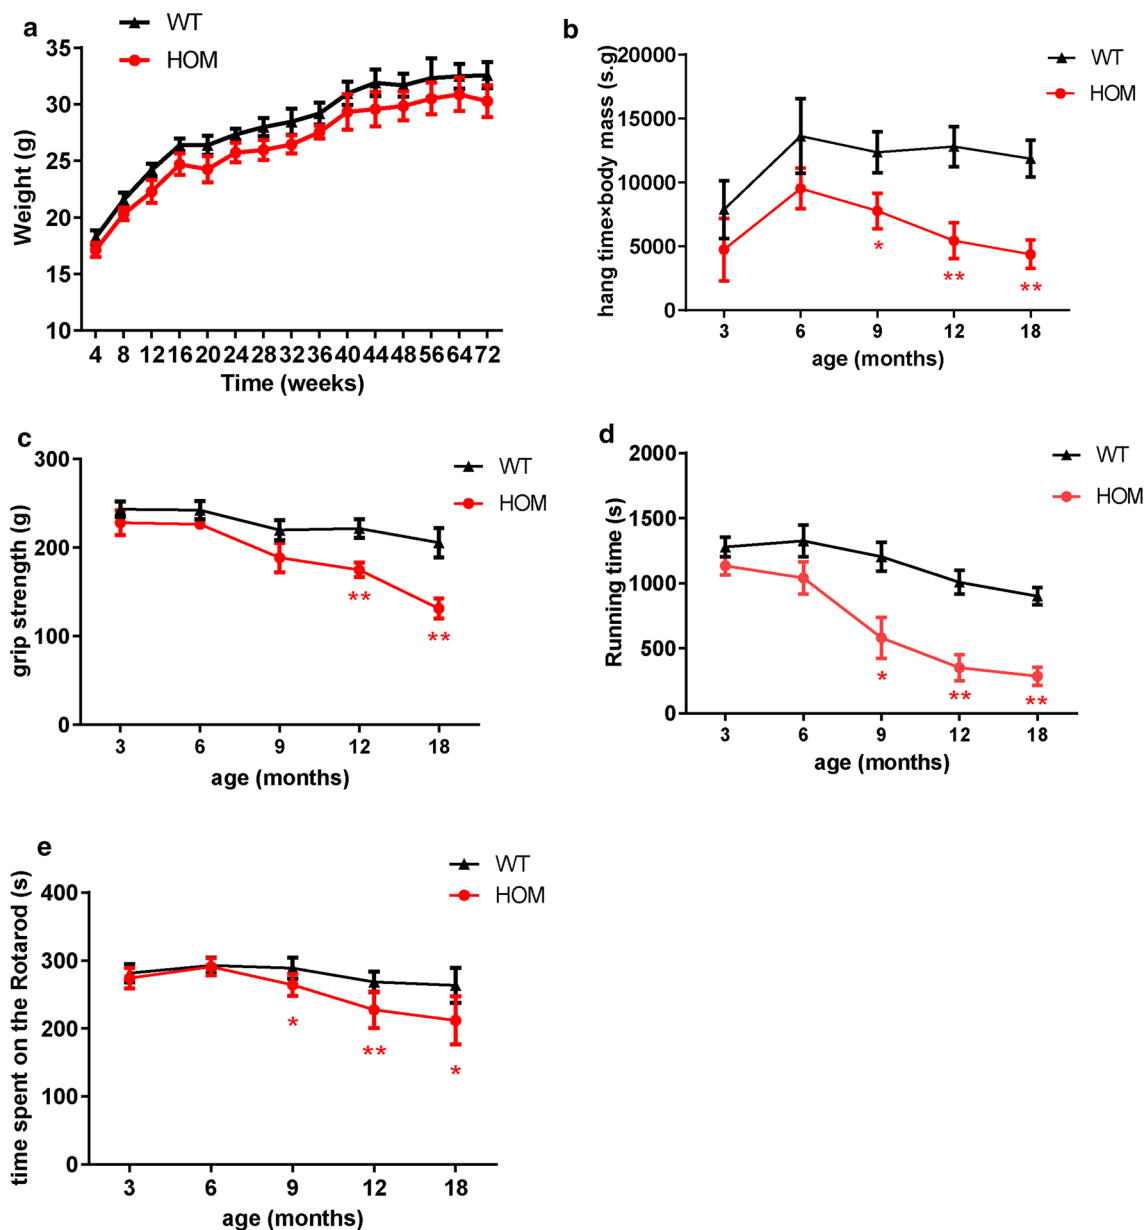 a
WT
HOM
35
30
25
20
15
10
Weight (g)
4 8 12 16 20 24 28 32 36 40 44 48 56 64 72
Time (weeks)
b
WT
HOM
20000
15000
10000
5000
0
hang time×body mass (s.g)
* ** **
3 6 9 12 18
age (months)
c
WT
HOM
300
200
100
0
grip strength (g)
**
**
3 6 9 12 18
age (months)
d
WT
HOM
2000
1500
1000
500
0
Running time (s)
* ** **
3 6 9 12 18
age (months)
e
WT
HOM
400
300
200
100
0
time spent on the Rotarod (s)
* ** *
3 6 9 12 18
age (months)